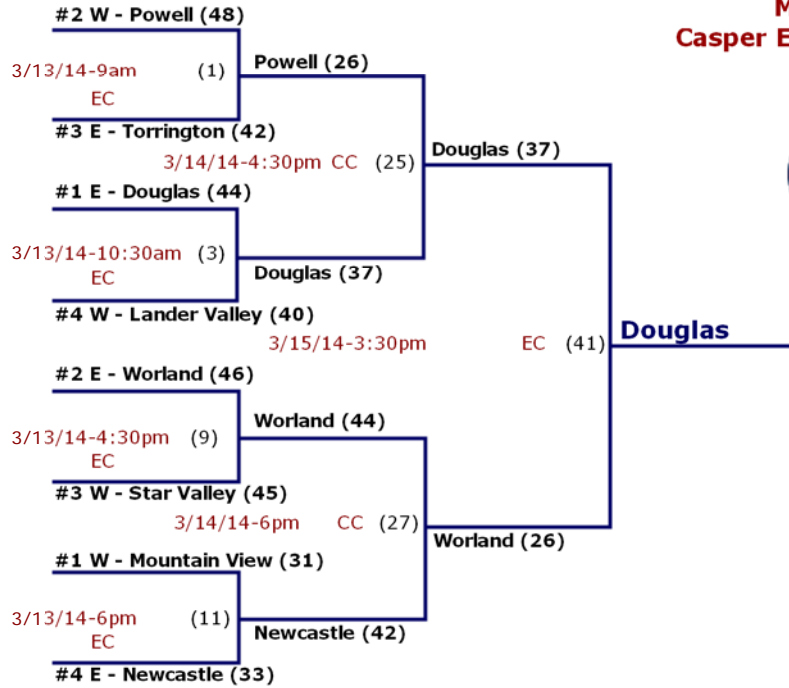 M
Casper E
#2 W - Powell (48)
3/13/14-9am (1)
EC
Powell (26)
#3 E - Torrington (42)
3/14/14-4:30pm CC (25)
Douglas (37)
#1 E - Douglas (44)
3/13/14-10:30am (3)
EC
Douglas (37)
#4 W - Lander Valley (40)
3/15/14-3:30pm EC (41)
Douglas
#2 E - Worland (46)
3/13/14-4:30pm (9)
EC
Worland (44)
#3 W - Star Valley (45)
3/14/14-6pm CC (27)
Worland (26)
#1 W - Mountain View (31)
3/13/14-6pm (11)
EC
Newcastle (42)
#4 E - Newcastle (33)